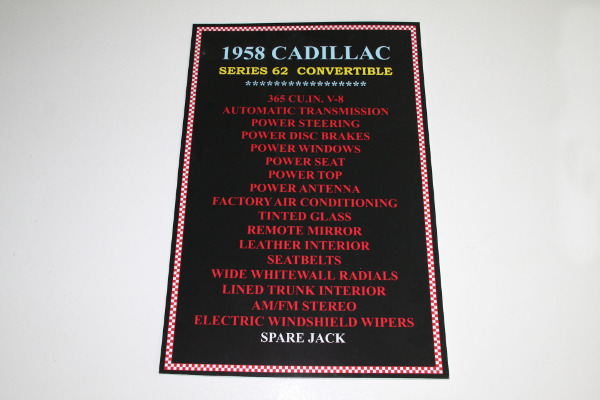 1958 CADILLAC
SERIES 62 CONVERTIBLE
*****************
365 CU.IN. V-8
AUTOMATIC TRANSMISSION
POWER STEERING
POWER DISC BRAKES
POWER WINDOWS
POWER SEAT
POWER TOP
POWER ANTENNA
FACTORY AIR CONDITIONING
TINTED GLASS
REMOTE MIRROR
LEATHER INTERIOR
SEATBELTS
WIDE WHITEWALL RADIALS
LINED TRUNK INTERIOR
AM/FM STEREO
ELECTRIC WINDSHIELD WIPERS
SPARE JACK